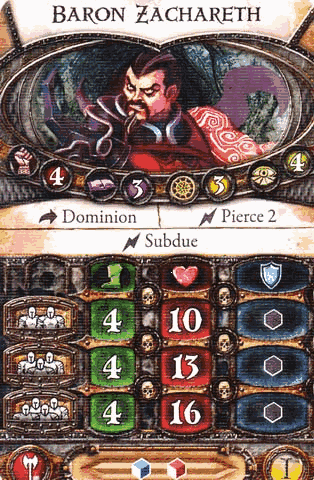 BARON ZACHARETH
4 3 3 4
Dominion Pierce 2
Subdue
4 10
4 13
4 16
I